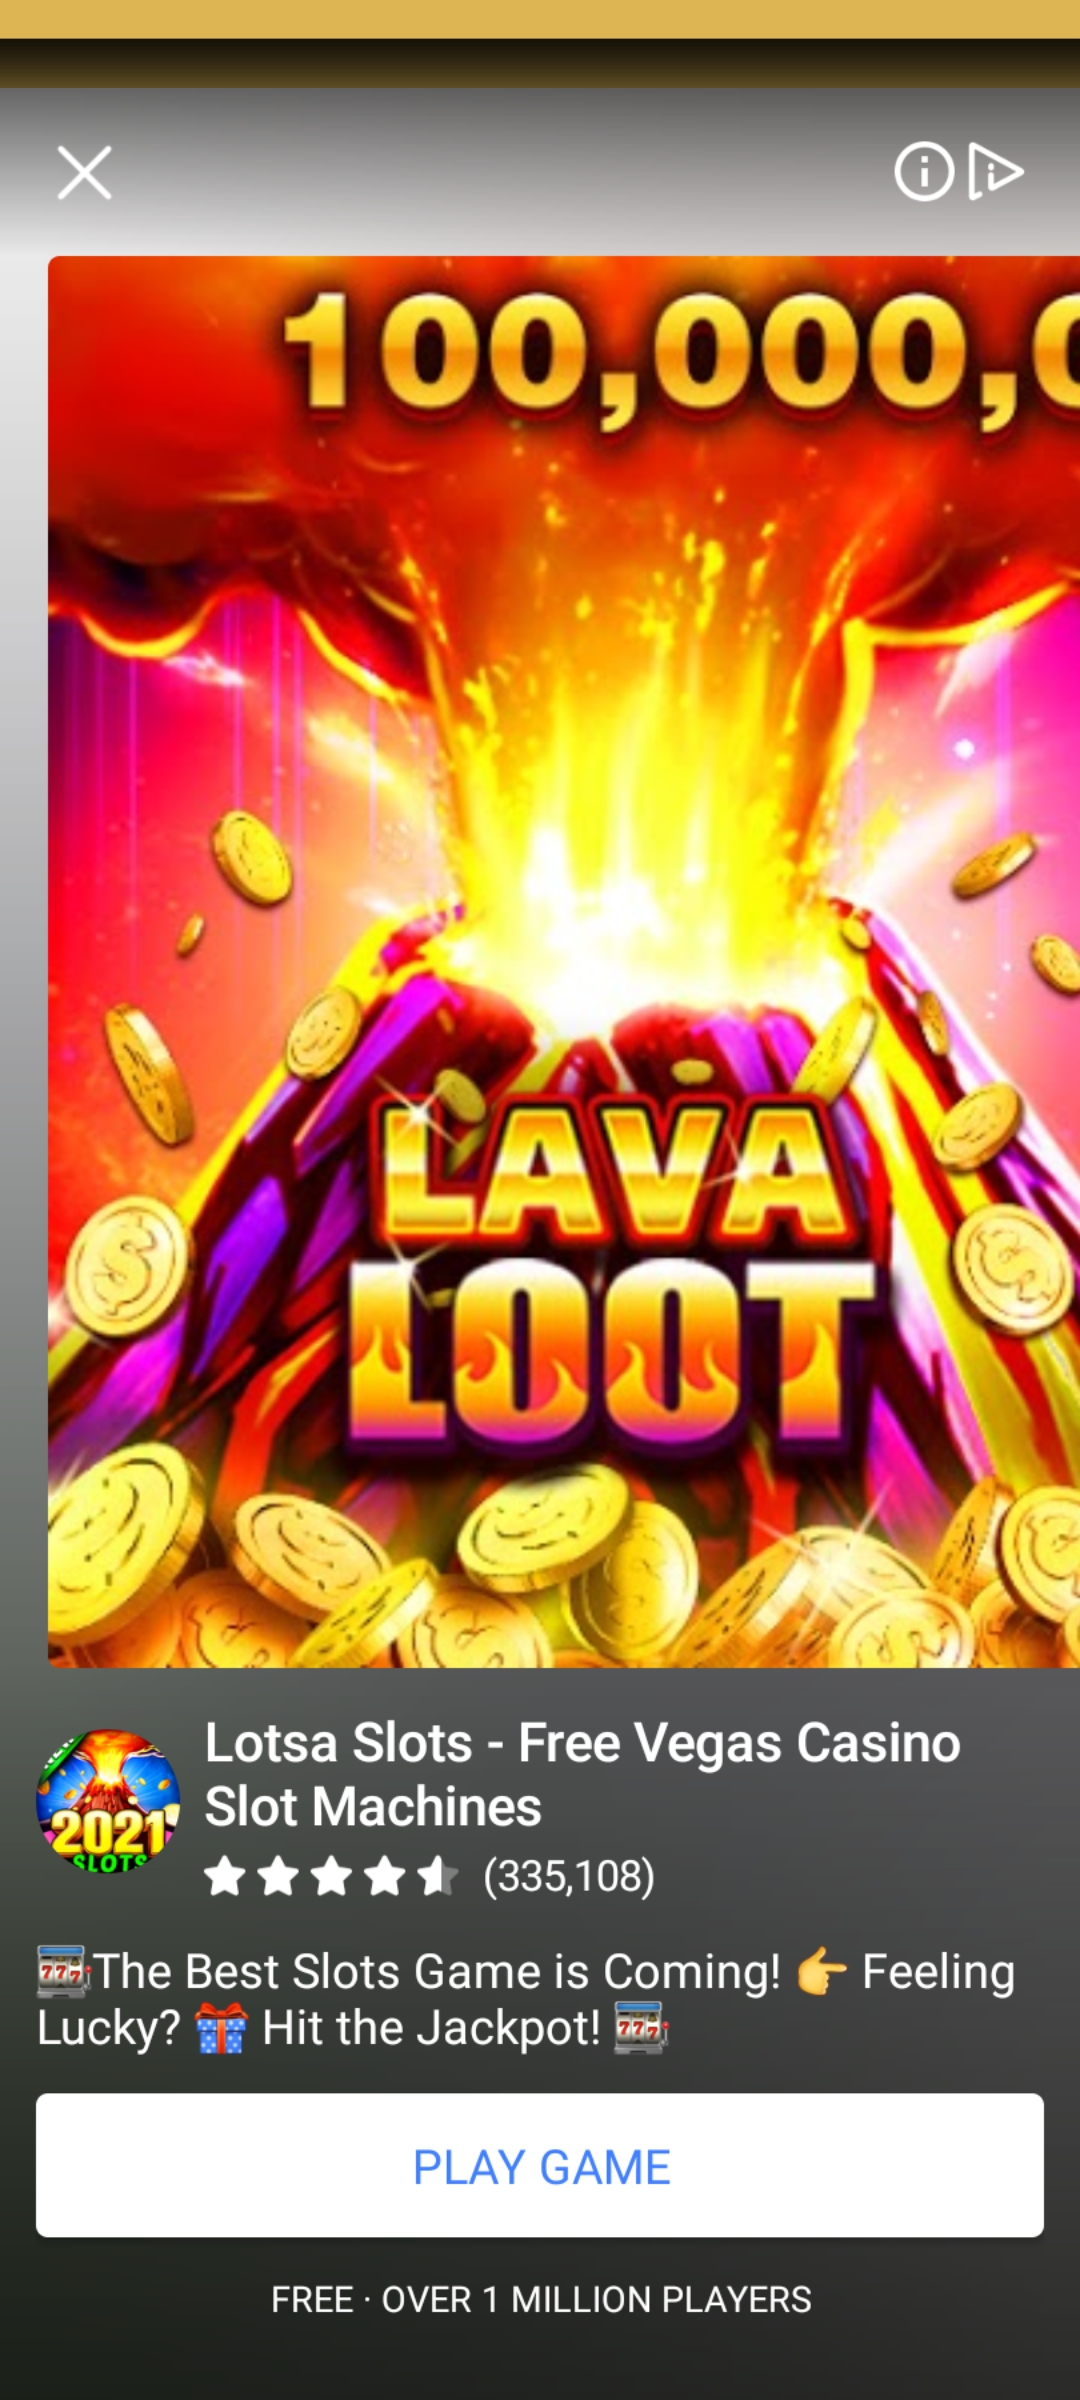 100,000,0
LAVA
LOOT
2021
SLOTS
Lotsa Slots - Free Vegas Casino
Slot Machines
(335,108)
🎰The Best Slots Game is Coming! 👉 Feeling
Lucky? 🎁 Hit the Jackpot! 🎰
PLAY GAME
FREE · OVER 1 MILLION PLAYERS